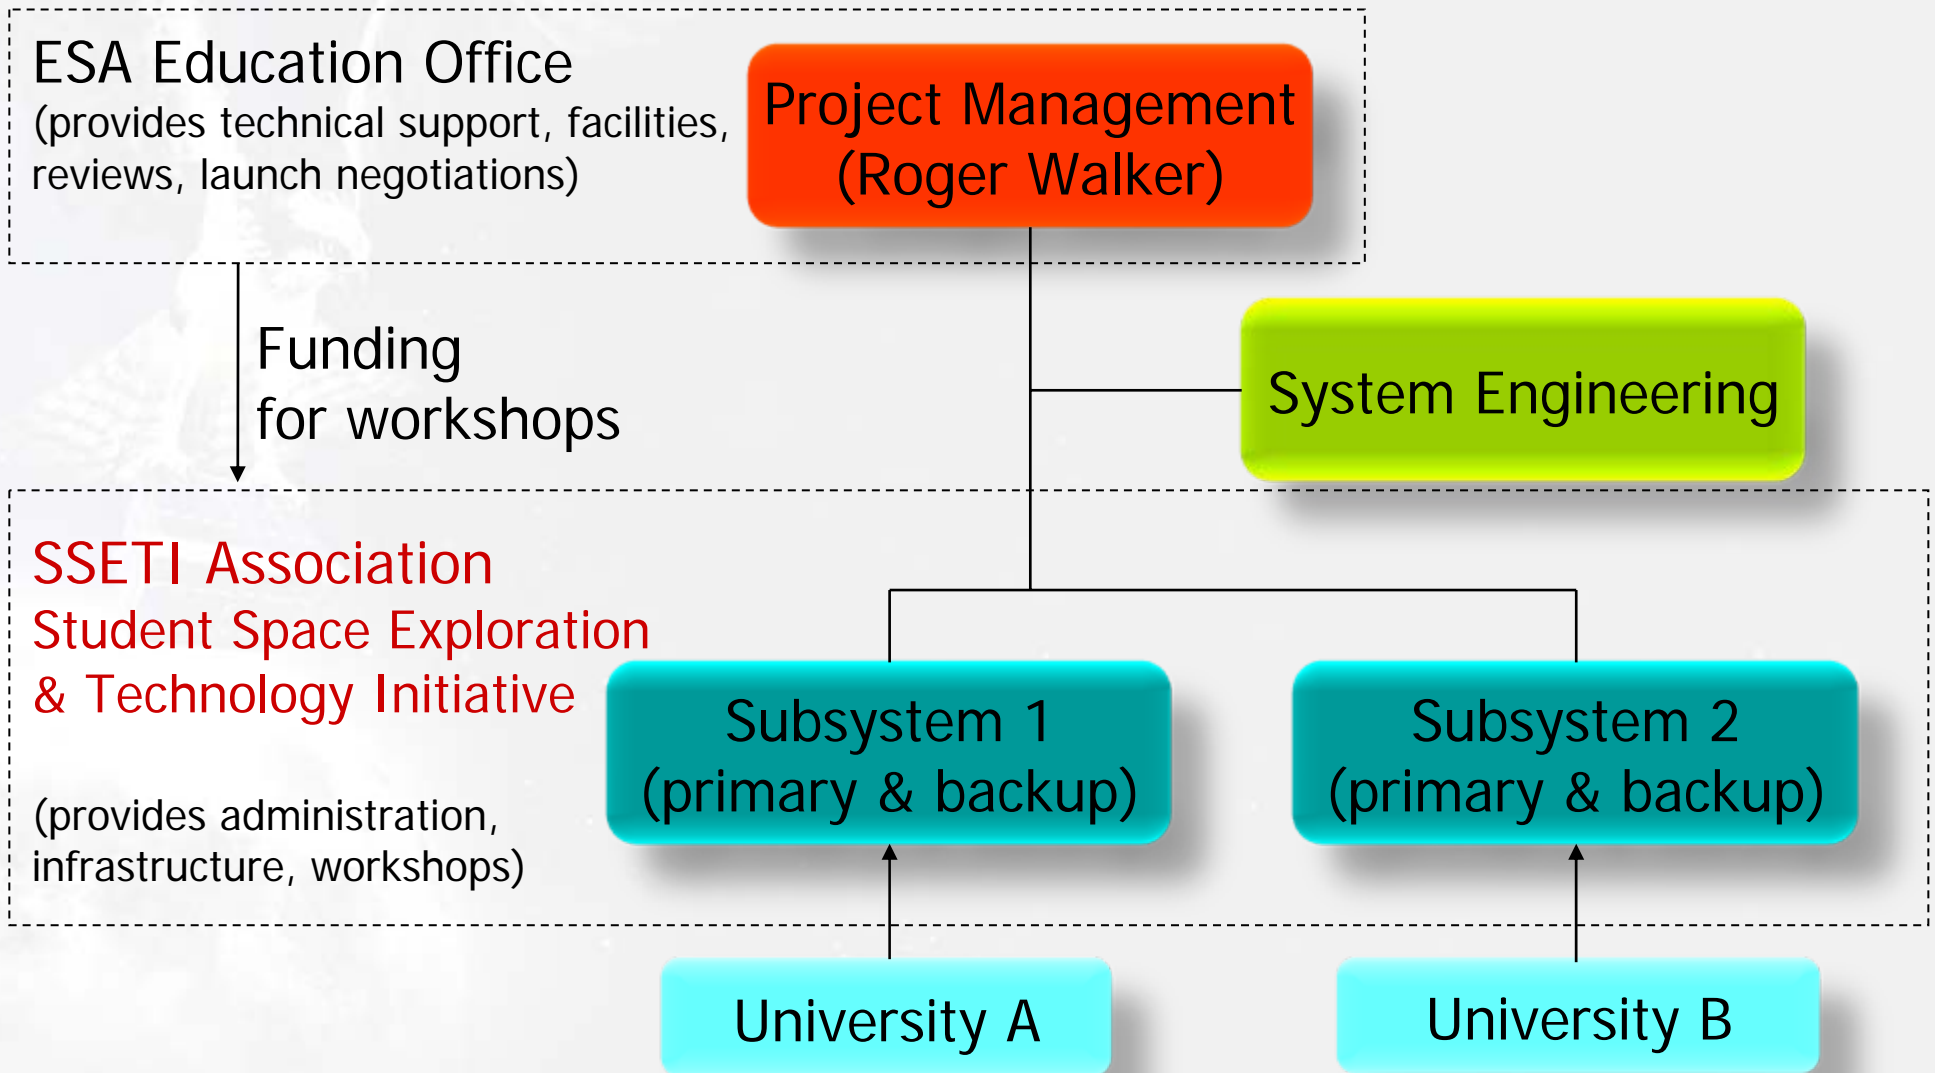 ESA Education Office
(provides technical support, facilities,
reviews, launch negotiations)
Project Management
(Roger Walker)
Funding
for workshops
System Engineering
SSETI Association
Student Space Exploration
& Technology Initiative
(provides administration,
infrastructure, workshops)
Subsystem 1
(primary & backup)
Subsystem 2
(primary & backup)
University A
University B